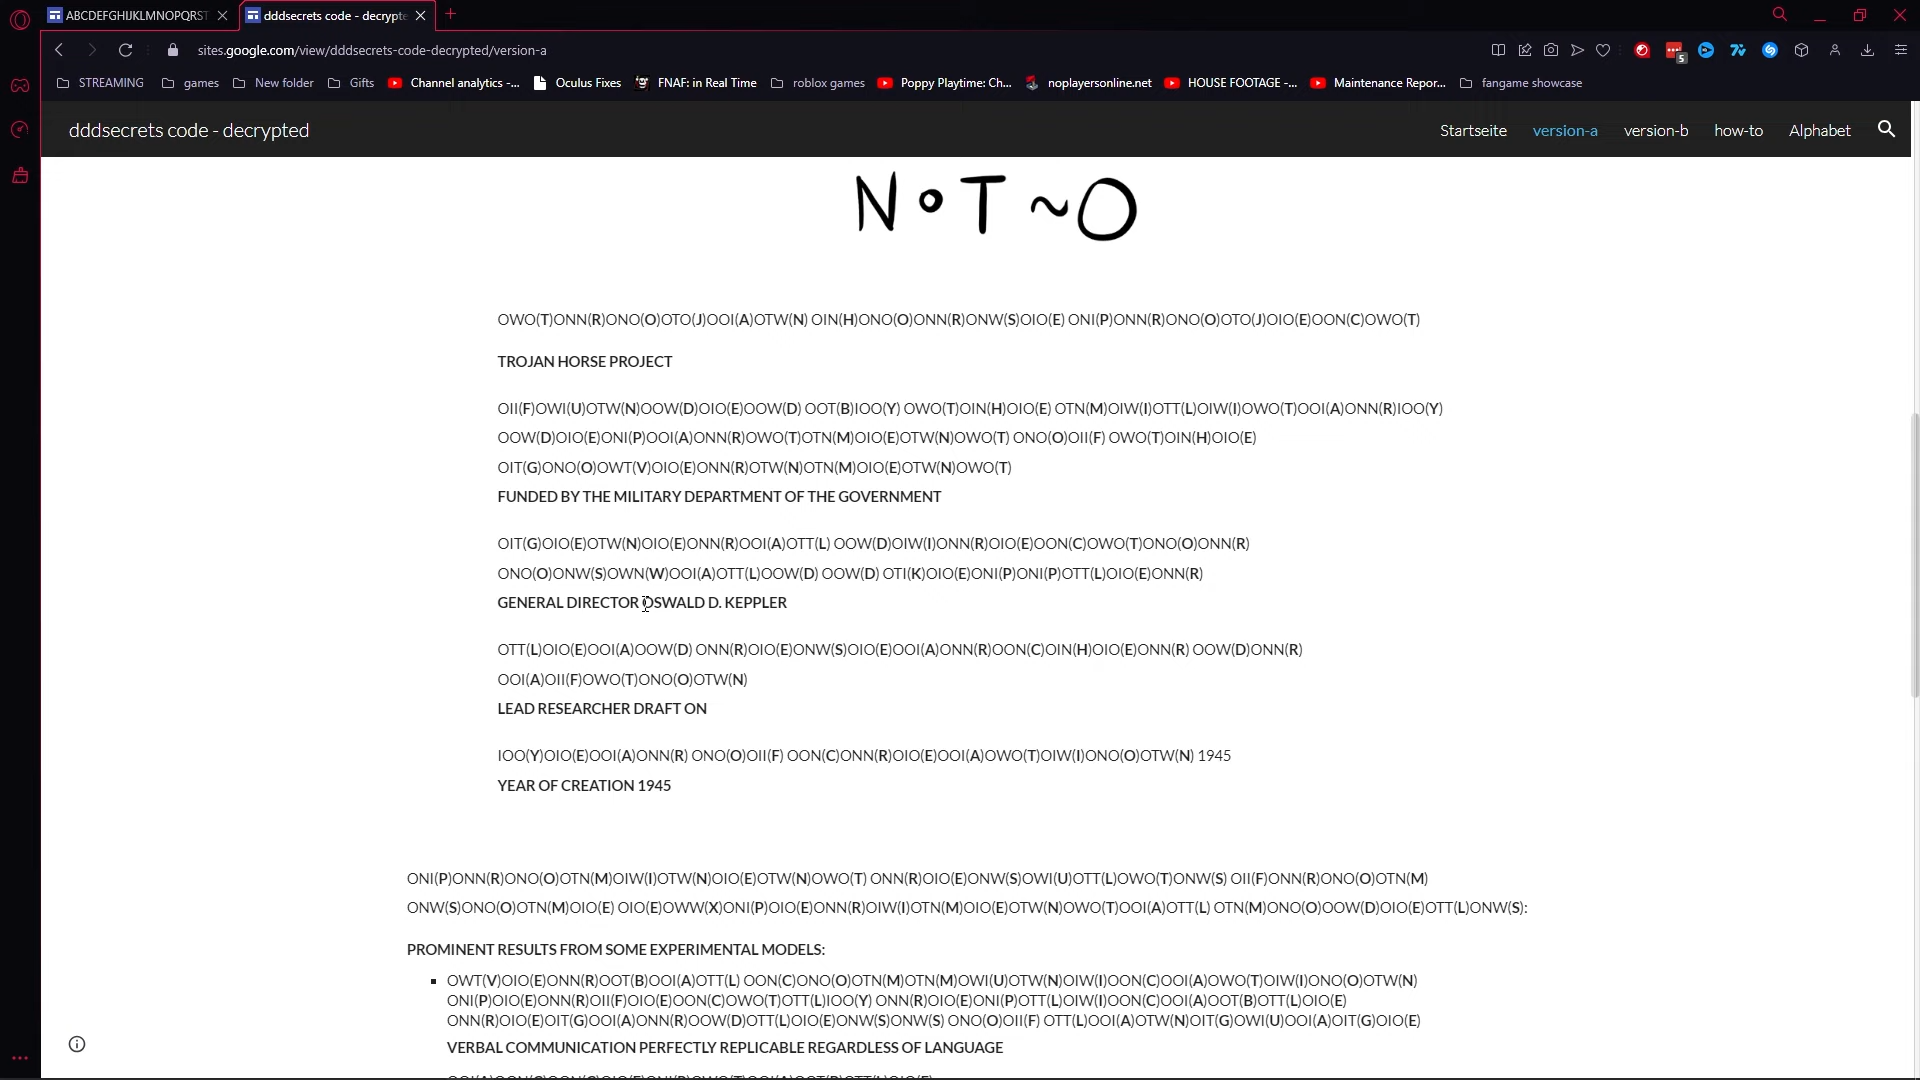 ABCDEFGHIJKLMNOPQRST
dddsecrets code - decrypte
sites.google.com/view/dddsecrets-code-decrypted/version-a
5
STREAMING games New folder Gifts Channel analytics -... Oculus Fixes FNAF: in Real Time roblox games Poppy Playtime: Ch... noplayersonline.net HOUSE FOOTAGE -... Maintenance Repor... fangame showcase
dddsecrets code - decrypted Startseite version-a version-b how-to Alphabet
N o T ~ O
OWO(T)ONN(R)ONO(O)OTO(J)OOI(A)OTW(N) OIN(H)ONO(O)ONN(R)ONW(S)OIO(E) ONI(P)ONN(R)ONO(O)OTO(J)OIO(E)OON(C)OWO(T)
TROJAN HORSE PROJECT
OII(F)OWI(U)OTW(N)OOW(D)OIO(E)OOW(D) OOT(B)IOO(Y) OWO(T)OIN(H)OIO(E) OTN(M)OIW(I)OTT(L)OIW(I)OWO(T)OOI(A)ONN(R)IOO(Y)
OOW(D)OIO(E)ONI(P)OOI(A)ONN(R)OWO(T)OTN(M)OIO(E)OTW(N)OWO(T) ONO(O)OII(F) OWO(T)OIN(H)OIO(E)
OIT(G)ONO(O)OWT(V)OIO(E)ONN(R)OTW(N)OTN(M)OIO(E)OTW(N)OWO(T)
FUNDED BY THE MILITARY DEPARTMENT OF THE GOVERNMENT
OIT(G)OIO(E)OTW(N)OIO(E)ONN(R)OOI(A)OTT(L) OOW(D)OIW(I)ONN(R)OIO(E)OON(C)OWO(T)ONO(O)ONN(R)
ONO(O)ONW(S)OWN(W)OOI(A)OTT(L)OOW(D) OOW(D) OTI(K)OIO(E)ONI(P)ONI(P)OTT(L)OIO(E)ONN(R)
GENERAL DIRECTOR OSWALD D. KEPPLER
OTT(L)OIO(E)OOI(A)OOW(D) ONN(R)OIO(E)ONW(S)OIO(E)OOI(A)ONN(R)OON(C)OIN(H)OIO(E)ONN(R) OOW(D)ONN(R)
OOI(A)OII(F)OWO(T)ONO(O)OTW(N)
LEAD RESEARCHER DRAFT ON
IOO(Y)OIO(E)OOI(A)ONN(R) ONO(O)OII(F) OON(C)ONN(R)OIO(E)OOI(A)OWO(T)OIW(I)ONO(O)OTW(N) 1945
YEAR OF CREATION 1945
ONI(P)ONN(R)ONO(O)OTN(M)OIW(I)OTW(N)OIO(E)OTW(N)OWO(T) ONN(R)OIO(E)ONW(S)OWI(U)OTT(L)OWO(T)ONW(S) OII(F)ONN(R)ONO(O)OTN(M)
ONW(S)ONO(O)OTN(M)OIO(E) OIO(E)OWW(X)ONI(P)OIO(E)ONN(R)OIW(I)OTN(M)OIO(E)OTW(N)OWO(T)OOI(A)OTT(L) OTN(M)ONO(O)OOW(D)OIO(E)OTT(L)ONW(S):
PROMINENT RESULTS FROM SOME EXPERIMENTAL MODELS:
OWT(V)OIO(E)ONN(R)OOT(B)OOI(A)OTT(L) OON(C)ONO(O)OTN(M)OTN(M)OWI(U)OTW(N)OIW(I)OON(C)OOI(A)OWO(T)OIW(I)ONO(O)OTW(N)
ONI(P)OIO(E)ONN(R)OII(F)OIO(E)OON(C)OWO(T)OTT(L)IOO(Y) ONN(R)OIO(E)ONI(P)OTT(L)OIW(I)OON(C)OOI(A)OOT(B)OTT(L)OIO(E)
ONN(R)OIO(E)OIT(G)OOI(A)ONN(R)OOW(D)OTT(L)OIO(E)ONW(S)ONW(S) ONO(O)OII(F) OTT(L)OOI(A)OTW(N)OIT(G)OWI(U)OOI(A)OIT(G)OIO(E)
VERBAL COMMUNICATION PERFECTLY REPLICABLE REGARDLESS OF LANGUAGE